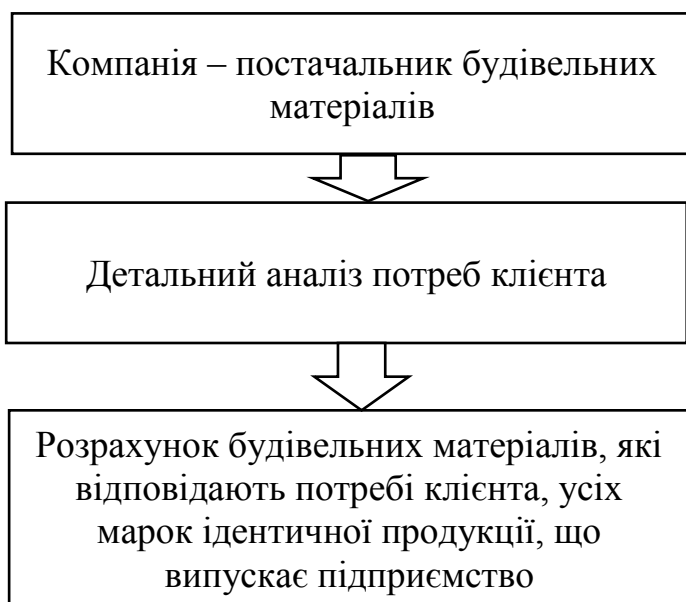 Компанія – постачальник будівельних
матеріалів
Детальний аналіз потреб клієнта
Розрахунок будівельних матеріалів, які
відповідають потребі клієнта, усіх
марок ідентичної продукції, що
випускає підприємство